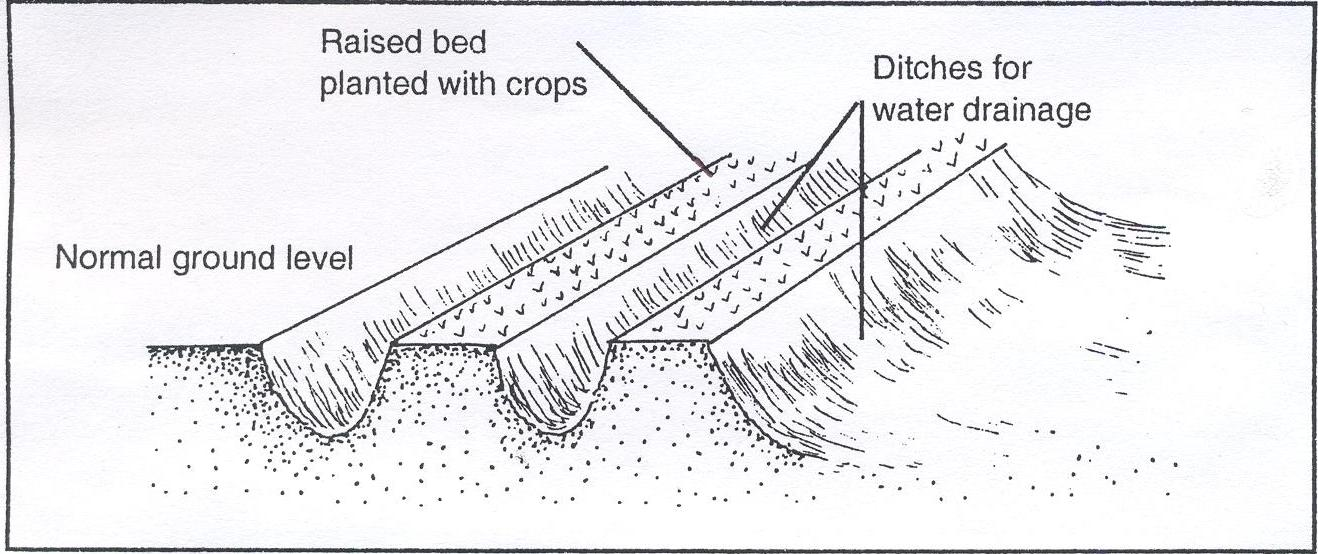 Raised bed
planted with crops
Ditches for
water drainage
Normal ground level